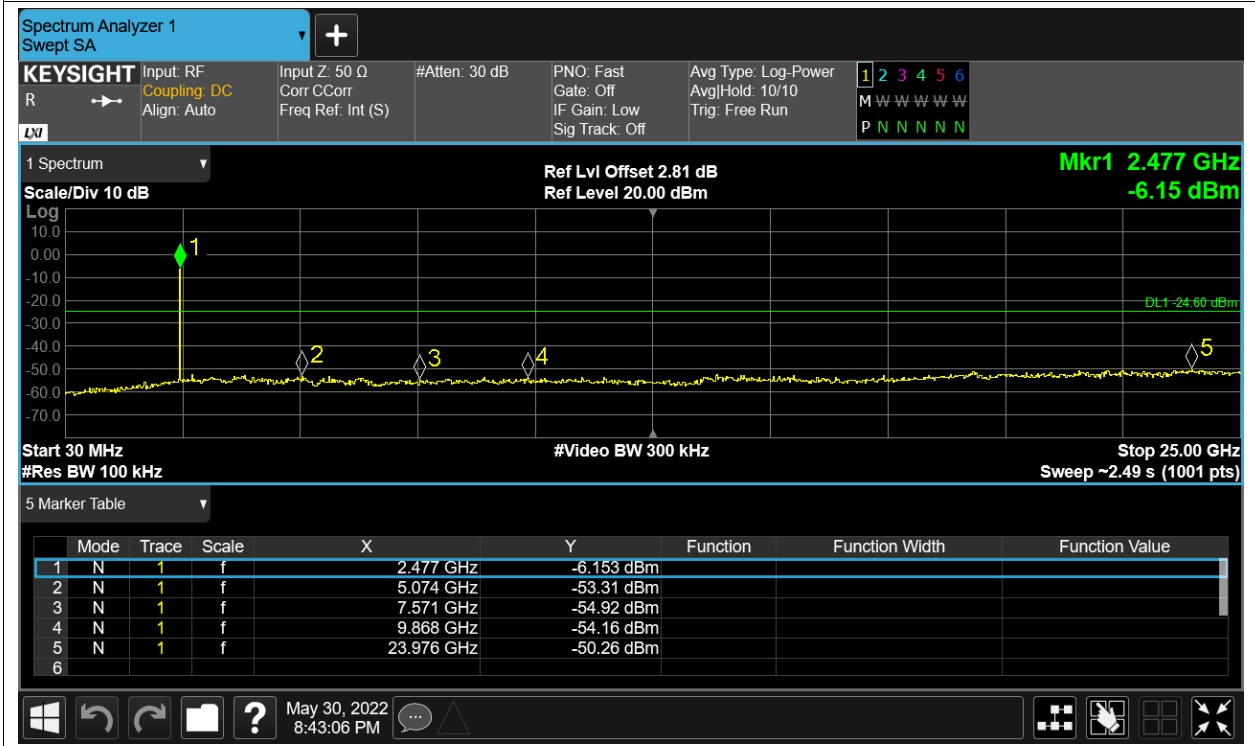 Spectrum Analyzer 1
Swept SA
+
KEYSIGHT Input: RF Input Z: 50 Ω #Atten: 30 dB PNO: Fast Avg Type: Log-Power 1 2 3 4 5 6
R Coupling: DC Corr CCorr Gate: Off Avg|Hold: 10/10 M W W W W W W
Align: Auto Freq Ref: Int (S) IF Gain: Low Trig: Free Run
LXI Sig Track: Off P N N N N N N
1 Spectrum Ref Lvl Offset 2.81 dB Mkr1 2.477 GHz
Scale/Div 10 dB Ref Level 20.00 dBm -6.15 dBm
Log
10.0
1
0.00
-10.0
-20.0
DL1 -24.60 dBm
-30.0
-40.0
2 3 4 5
-50.0
-60.0
-70.0
Start 30 MHz #Video BW 300 kHz Stop 25.00 GHz
#Res BW 100 kHz Sweep ~2.49 s (1001 pts)
5 Marker Table
Mode Trace Scale X Y Function Function Width Function Value
1 N 1 f 2.477 GHz -6.153 dBm
2 N 1 f 5.074 GHz -53.31 dBm
3 N 1 f 7.571 GHz -54.92 dBm
4 N 1 f 9.868 GHz -54.16 dBm
5 N 1 f 23.976 GHz -50.26 dBm
6
? May 30, 2022
8:43:06 PM